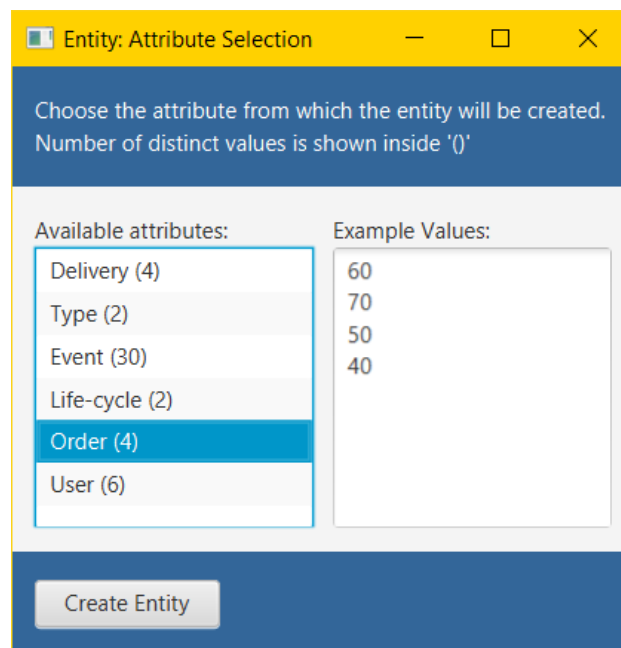 Entity: Attribute Selection
Choose the attribute from which the entity will be created.
Number of distinct values is shown inside '()'
Available attributes:
Delivery (4)
Type (2)
Event (30)
Life-cycle (2)
Order (4)
User (6)
Example Values:
60
70
50
40
Create Entity